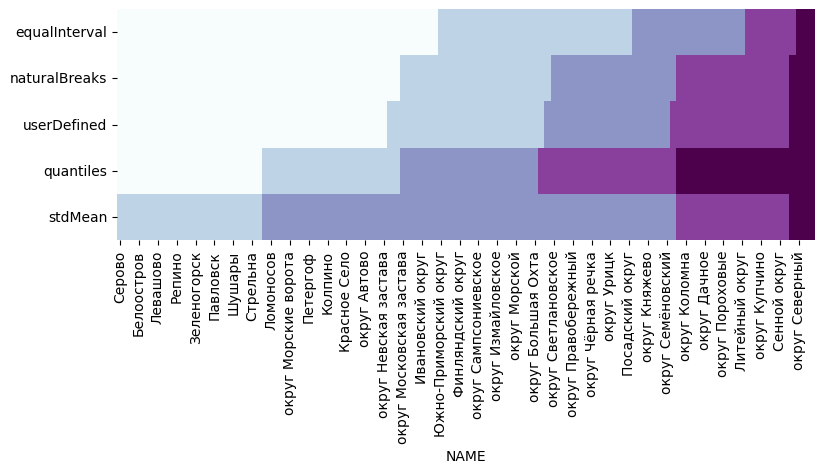 equalInterval
naturalBreaks
userDefined
quantiles
stdMean
Серово
Белоостров
Левашово
Репино
Зеленогорск
Павловск
Шушары
Стрельна
Ломоносов
округ Морские ворота
Петергоф
Колпино
Красное Село
округ Автово
округ Невская застава
округ Московская застава
Ивановский округ
Южно-Приморский округ
Финляндский округ
округ Сампсониевское
округ Измайловское
округ Морской
округ Большая Охта
округ Светлановское
округ Правобережный
округ Чёрная речка
округ Урицк
Посадский округ
округ Княжево
округ Семёновский
округ Коломна
округ Дачное
округ Пороховые
Литейный округ
округ Купчино
Сенной округ
округ Северный
NAME